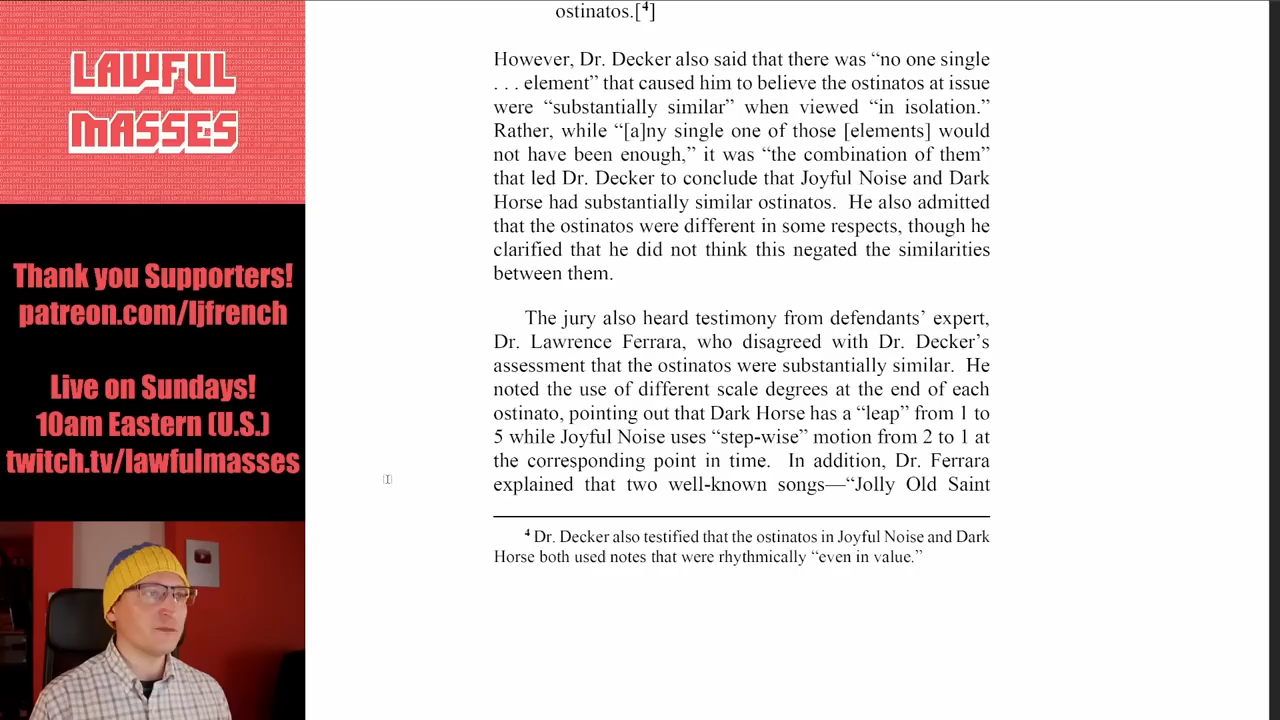 LAWFUL
MASSES
Thank you Supporters!
patreon.com/ljfrench
Live on Sundays!
10am Eastern (U.S.)
twitch.tv/lawfulmasses
ostinatos.[4]
However, Dr. Decker also said that there was “no one single
. . . element” that caused him to believe the ostinatos at issue
were “substantially similar” when viewed “in isolation.”
Rather, while “[a]ny single one of those [elements] would
not have been enough,” it was “the combination of them”
that led Dr. Decker to conclude that Joyful Noise and Dark
Horse had substantially similar ostinatos. He also admitted
that the ostinatos were different in some respects, though he
clarified that he did not think this negated the similarities
between them.
The jury also heard testimony from defendants’ expert,
Dr. Lawrence Ferrara, who disagreed with Dr. Decker’s
assessment that the ostinatos were substantially similar. He
noted the use of different scale degrees at the end of each
ostinato, pointing out that Dark Horse has a “leap” from 1 to
5 while Joyful Noise uses “step-wise” motion from 2 to 1 at
the corresponding point in time. In addition, Dr. Ferrara
explained that two well-known songs—“Jolly Old Saint
4 Dr. Decker also testified that the ostinatos in Joyful Noise and Dark
Horse both used notes that were rhythmically “even in value.”